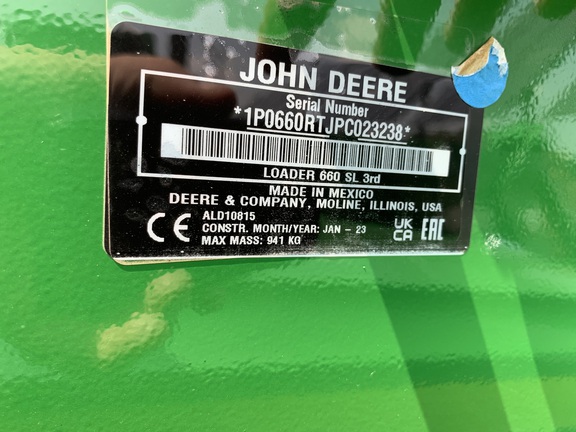 JOHN DEERE
Serial Number
*1P0660RTJPC023238*
LOADER 660 SL 3rd
MADE IN MEXICO
DEERE & COMPANY, MOLINE, ILLINOIS, USA
ALD10815
CONSTR. MONTH/YEAR: JAN - 23
MAX MASS: 941 KG
CE
UK
CA
EAC